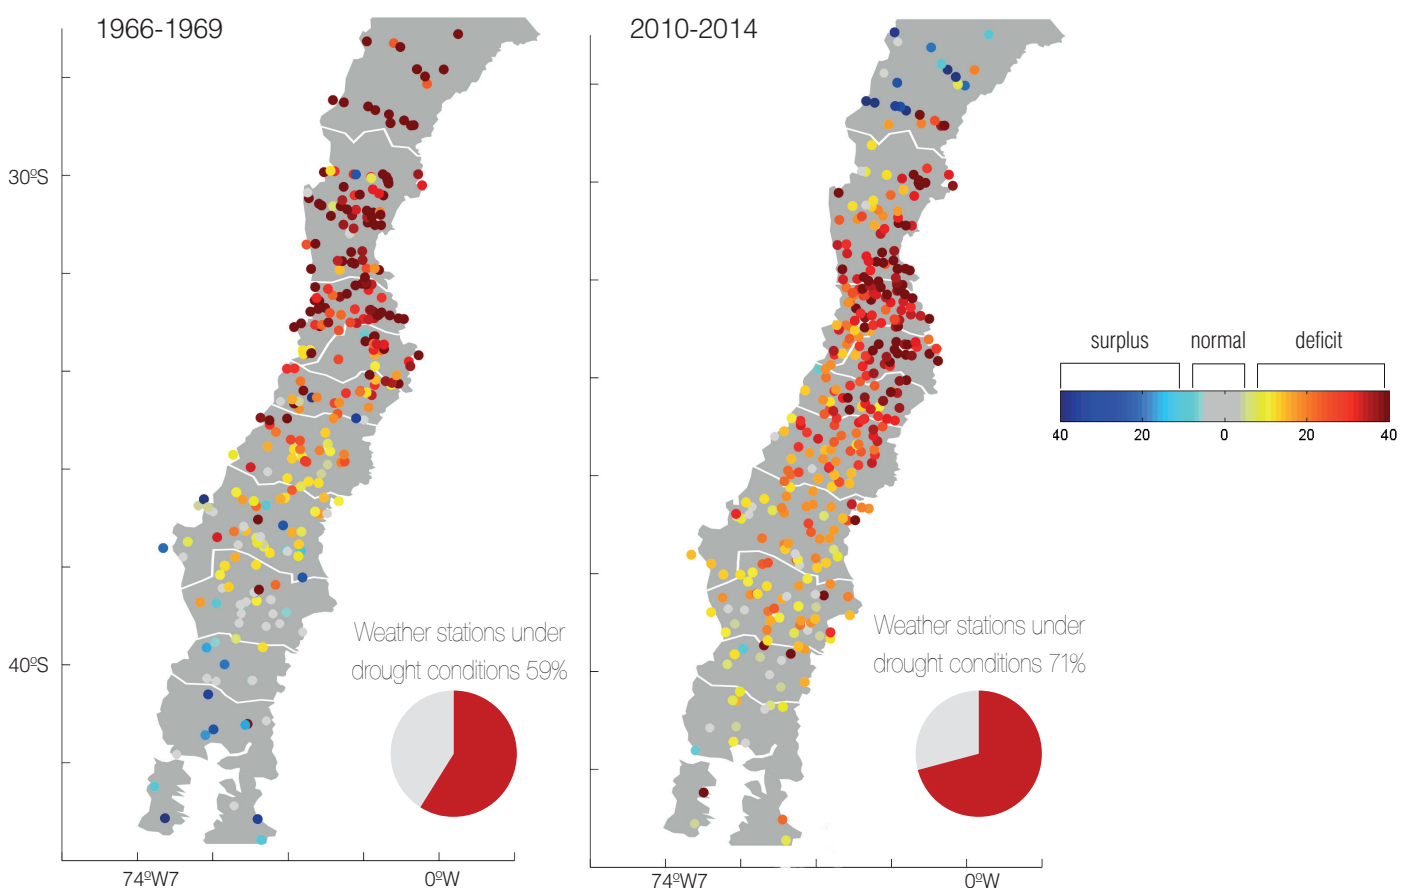 1966-1969
2010-2014
30ºS
40ºS
Weather stations under
drought conditions 59%
Weather stations under
drought conditions 71%
surplus normal deficit
40 20 0 20 40
74ºW7 0ºW
74ºW7 0ºW